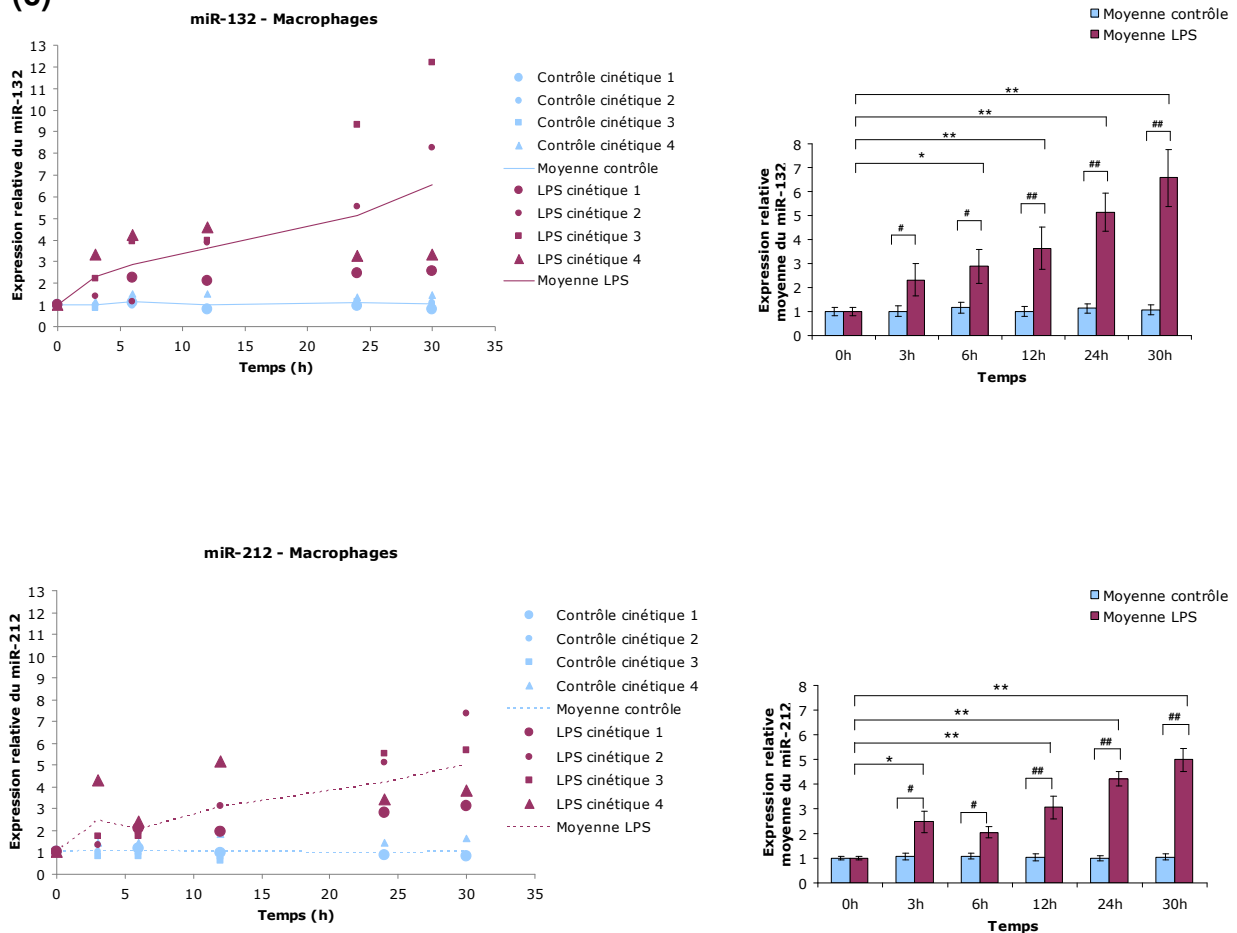 (c)
miR-132 - Macrophages
Expression relative du miR-132
13
12
11
10
9
8
7
6
5
4
3
2
1
0
0
5
10
15
20
25
30
35
Temps (h)
Contrôle cinétique 1
Contrôle cinétique 2
Contrôle cinétique 3
Contrôle cinétique 4
Moyenne contrôle
LPS cinétique 1
LPS cinétique 2
LPS cinétique 3
LPS cinétique 4
Moyenne LPS
Moyenne contrôle
Moyenne LPS
Expression relative
moyenne du miR-132
8
7
6
5
4
3
2
1
0
**
**
**
*
#
#
##
##
##
0h
3h
6h
12h
24h
30h
Temps
miR-212 - Macrophages
Expression relative du miR-212
13
12
11
10
9
8
7
6
5
4
3
2
1
0
0
5
10
15
20
25
30
35
Temps (h)
Contrôle cinétique 1
Contrôle cinétique 2
Contrôle cinétique 3
Contrôle cinétique 4
Moyenne contrôle
LPS cinétique 1
LPS cinétique 2
LPS cinétique 3
LPS cinétique 4
Moyenne LPS
Moyenne contrôle
Moyenne LPS
Expression relative
moyenne du miR-212
8
7
6
5
4
3
2
1
0
**
**
**
*
#
#
##
##
##
0h
3h
6h
12h
24h
30h
Temps